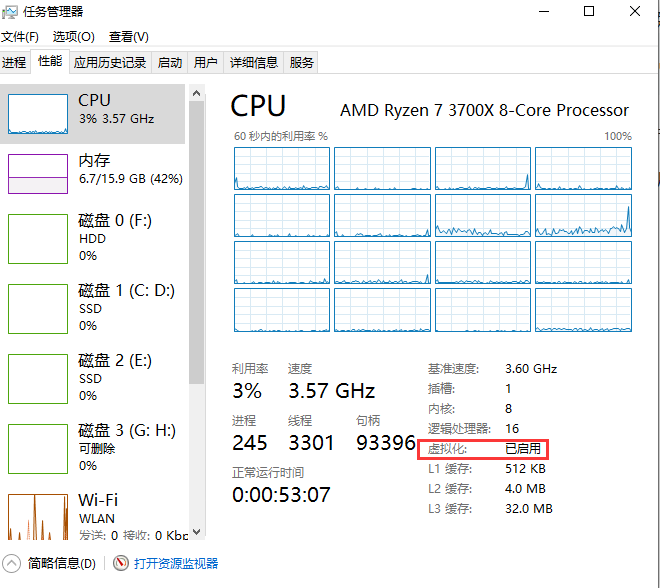 任务管理器
文件(F) 选项(O) 查看(V)
进程 性能 应用历史记录 启动 用户 详细信息 服务
CPU
3% 3.57 GHz
内存
6.7/15.9 GB (42%)
磁盘 0 (F:)
HDD
0%
磁盘 1 (C: D:)
SSD
0%
磁盘 2 (E:)
SSD
0%
磁盘 3 (G: H:)
可删除
0%
Wi-Fi
WLAN
发送: 0 接收: 0 Kbp
CPU AMD Ryzen 7 3700X 8-Core Processor
60 秒内的利用率 % 100%
利用率 速度
3% 3.57 GHz
进程 线程 句柄
245 3301 93396
正常运行时间
0:00:53:07
基准速度: 3.60 GHz
插槽: 1
内核: 8
逻辑处理器: 16
虚拟化: 已启用
L1 缓存: 512 KB
L2 缓存: 4.0 MB
L3 缓存: 32.0 MB
简略信息(D) 打开资源监视器